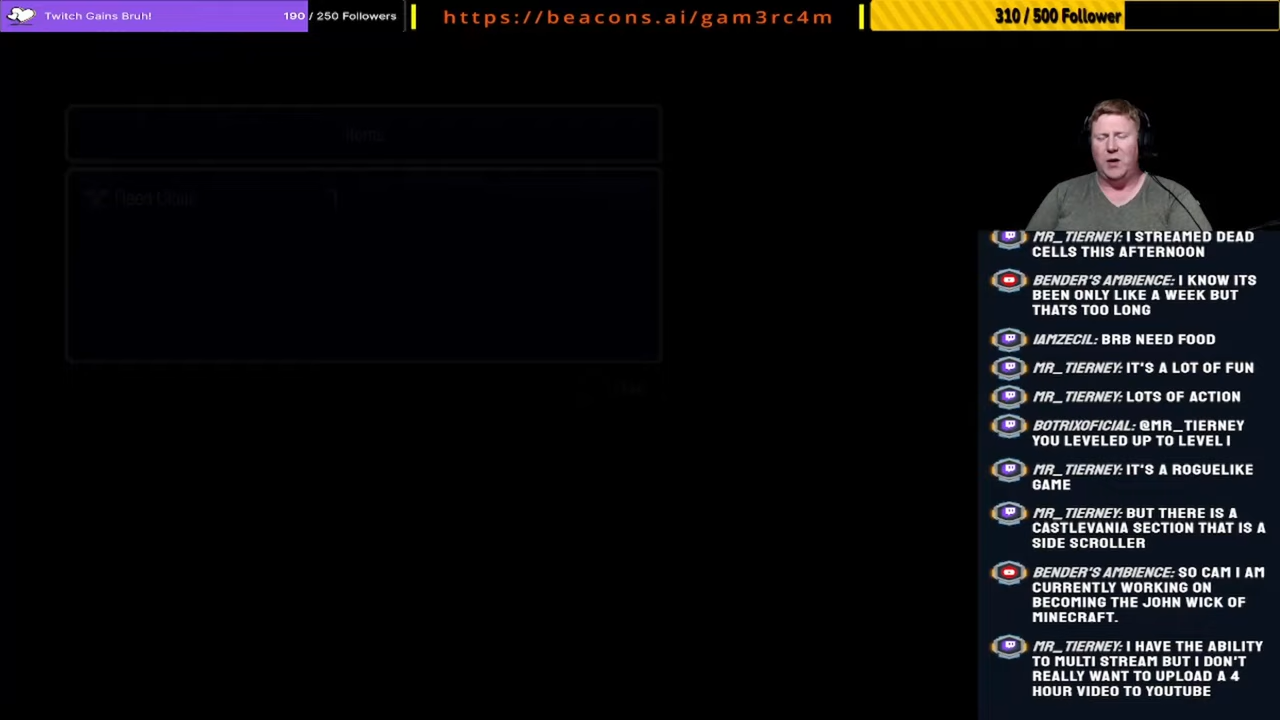 Twitch Gains Bruh! 190 / 250 Followers https://beacons.ai/gam3rc4m 310 / 500 Follower
Items
MR_TIERNEY: I STREAMED DEAD
CELLS THIS AFTERNOON
BENDER'S AMBIENCE: I KNOW ITS
BEEN ONLY LIKE A WEEK BUT
THATS TOO LONG
IAMZECIL: BRB NEED FOOD
MR_TIERNEY: IT'S A LOT OF FUN
MR_TIERNEY: LOTS OF ACTION
BOTRIXOFICIAL: @MR_TIERNEY
YOU LEVELED UP TO LEVEL 1
MR_TIERNEY: IT'S A ROGUELIKE
GAME
MR_TIERNEY: BUT THERE IS A
CASTLEVANIA SECTION THAT IS A
SIDE SCROLLER
BENDER'S AMBIENCE: SO CAM I AM
CURRENTLY WORKING ON
BECOMING THE JOHN WICK OF
MINECRAFT.
MR_TIERNEY: I HAVE THE ABILITY
TO MULTI STREAM BUT I DON'T
REALLY WANT TO UPLOAD A 4
HOUR VIDEO TO YOUTUBE